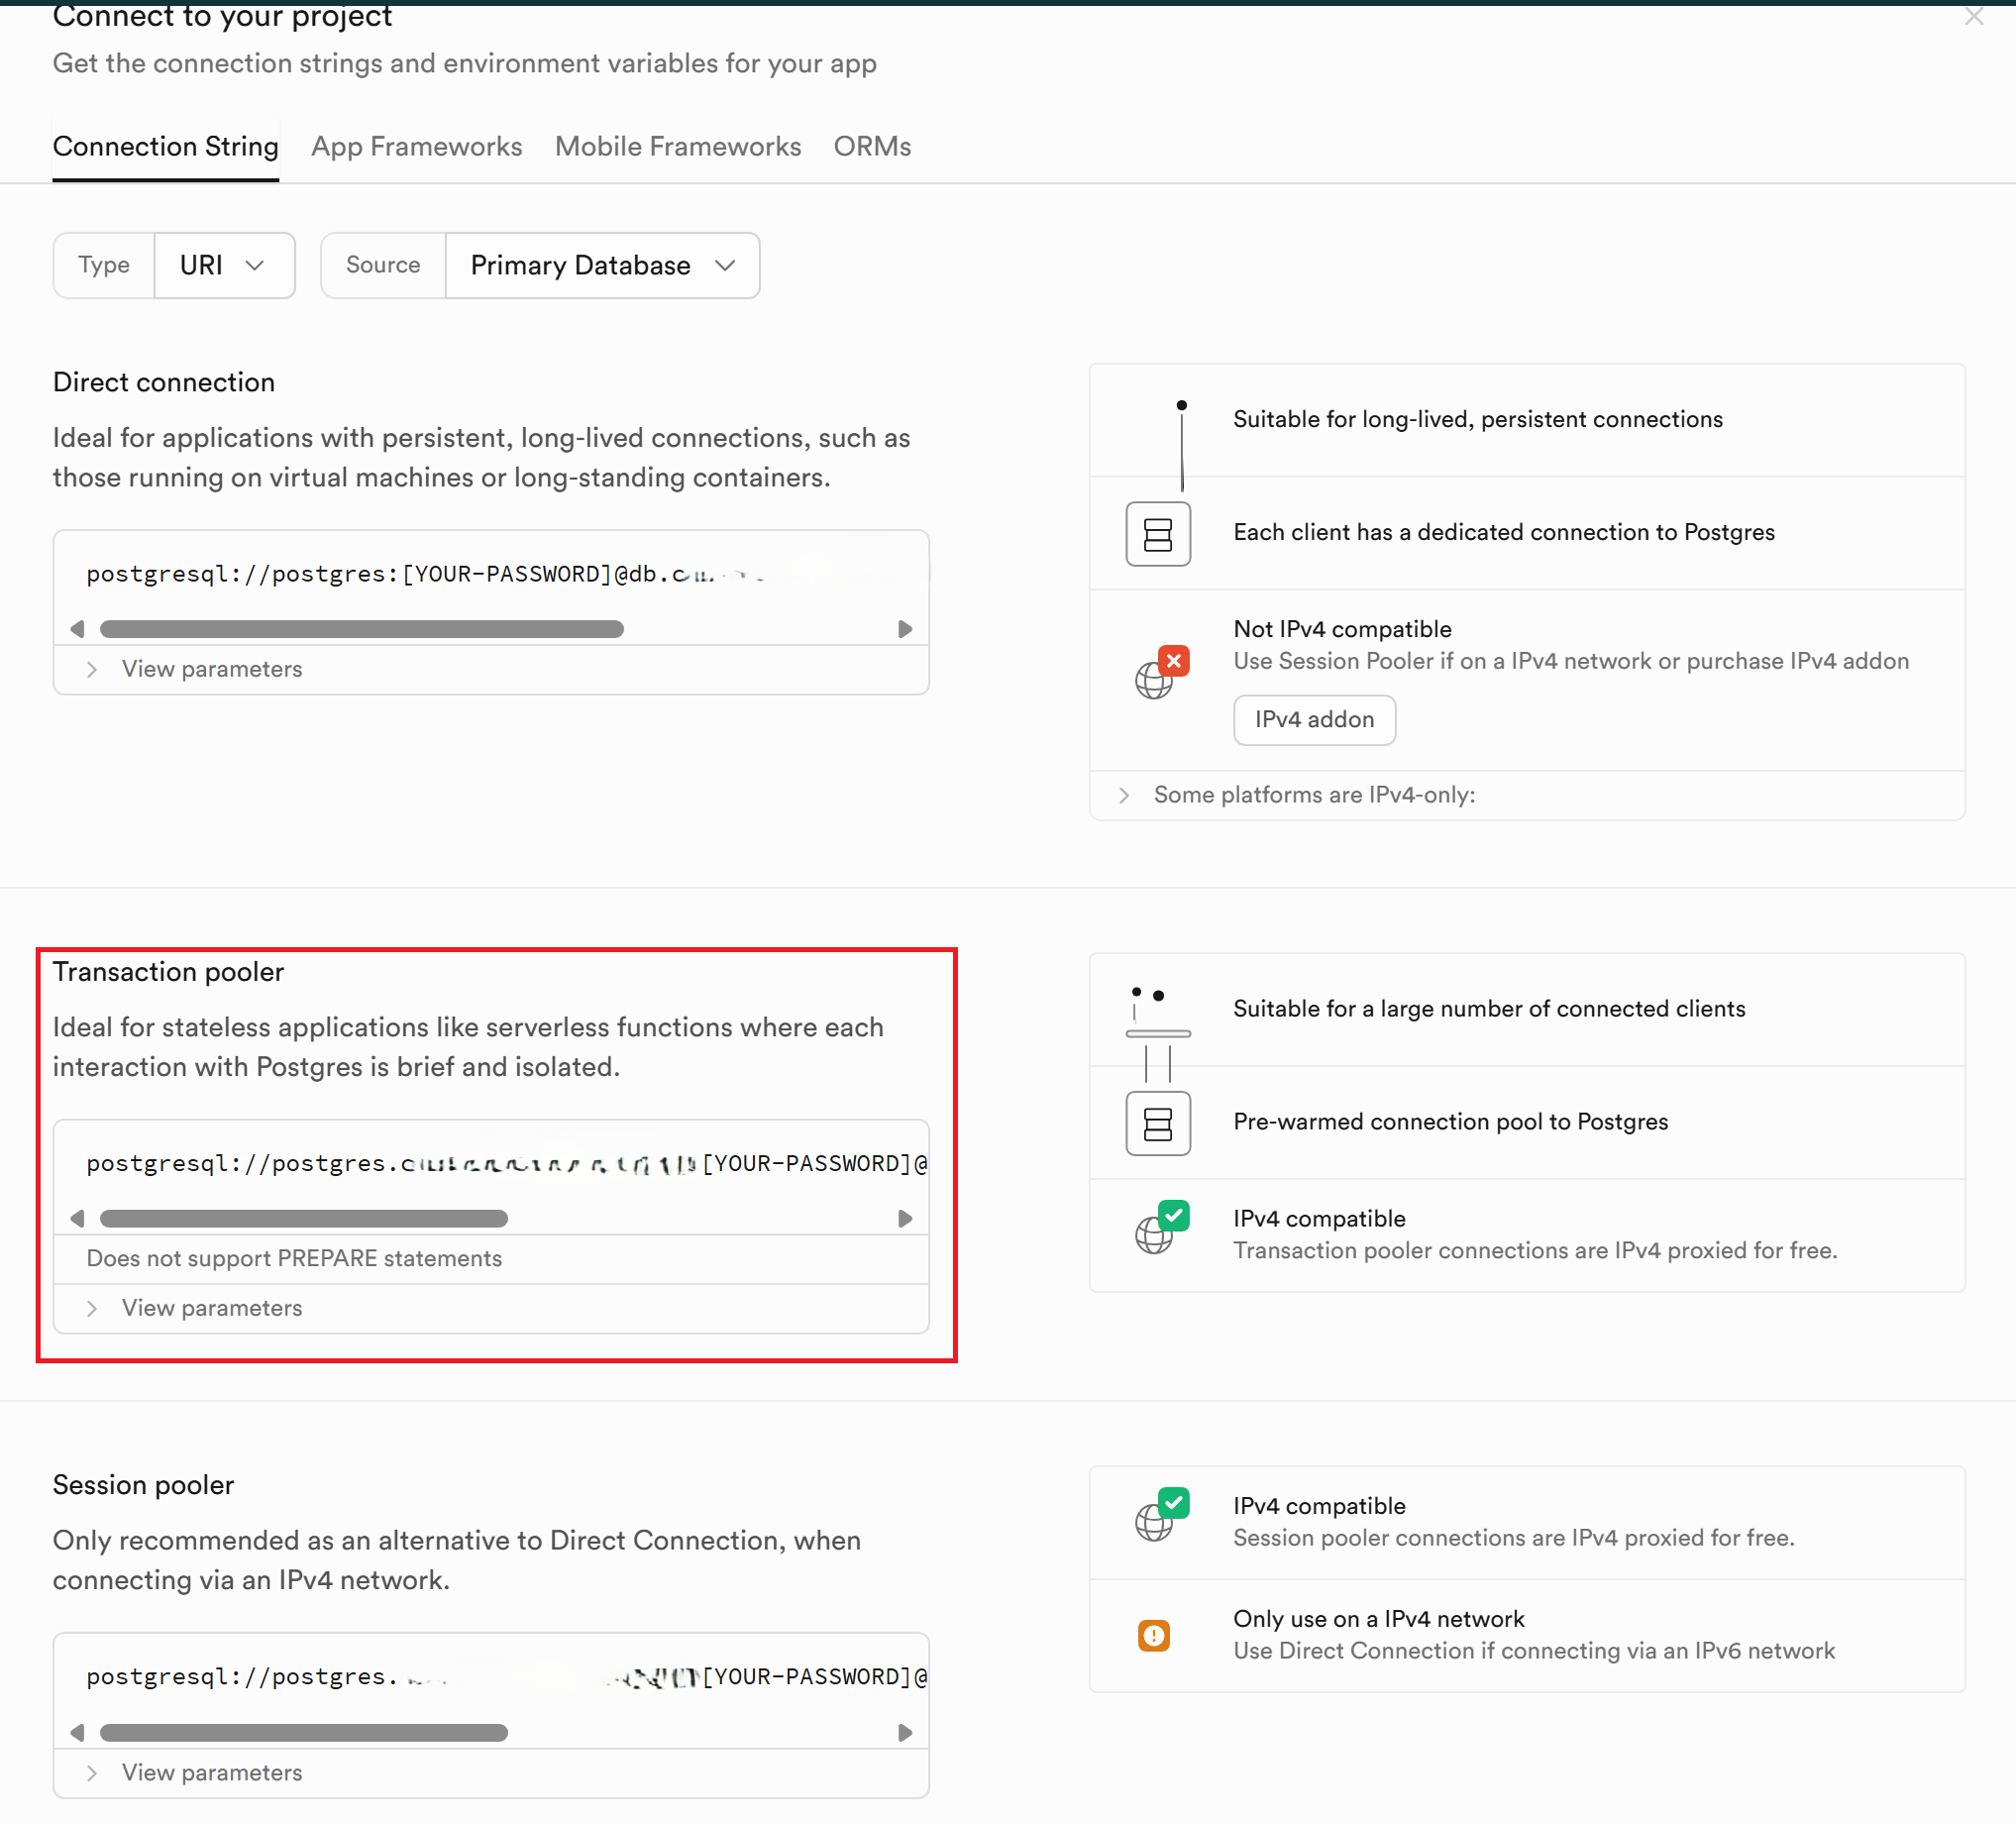 Connect to your project
Get the connection strings and environment variables for your app
Connection String App Frameworks Mobile Frameworks ORMs
Type URI Source Primary Database
Direct connection
Ideal for applications with persistent, long-lived connections, such as
those running on virtual machines or long-standing containers.
postgresql://postgres:[YOUR-PASSWORD]@db.c
View parameters
Suitable for long-lived, persistent connections
Each client has a dedicated connection to Postgres
Not IPv4 compatible
Use Session Pooler if on a IPv4 network or purchase IPv4 addon
IPv4 addon
Some platforms are IPv4-only:
Transaction pooler
Ideal for stateless applications like serverless functions where each
interaction with Postgres is brief and isolated.
postgresql://postgres. [YOUR-PASSWORD]@
Does not support PREPARE statements
View parameters
Suitable for a large number of connected clients
Pre-warmed connection pool to Postgres
IPv4 compatible
Transaction pooler connections are IPv4 proxied for free.
Session pooler
Only recommended as an alternative to Direct Connection, when
connecting via an IPv4 network.
postgresql://postgres. [YOUR-PASSWORD]@
View parameters
IPv4 compatible
Session pooler connections are IPv4 proxied for free.
Only use on a IPv4 network
Use Direct Connection if connecting via an IPv6 network